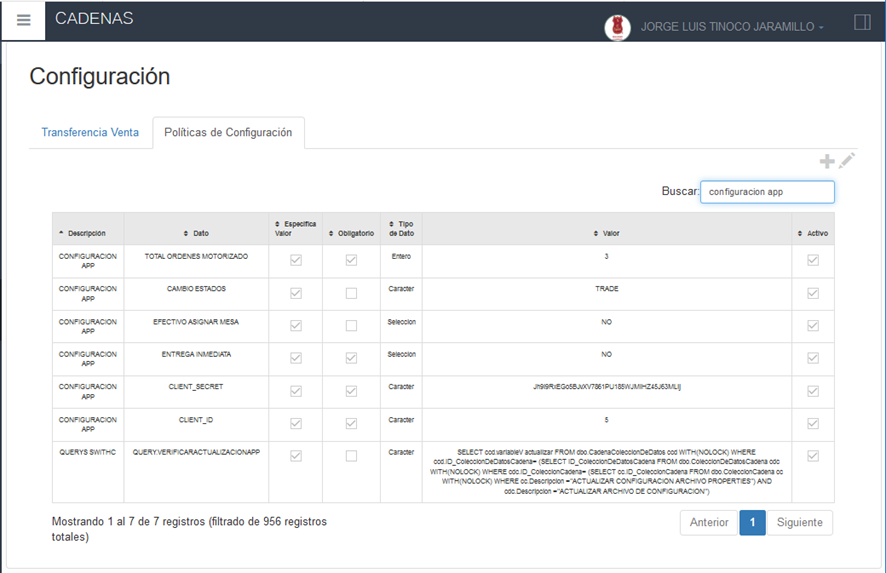 CADENAS
JORGE LUIS TINOCO JARAMILLO
Configuración
Transferencia Venta Políticas de Configuración
Buscar: configuracion app
Descripción Dato Especifica Valor Obligatorio Tipo de Dato Valor Activo
CONFIGURACION APP TOTAL ORDENES MOTORIZADO Entero 3
CONFIGURACION APP CAMBIO ESTADOS Caracter TRADE
CONFIGURACION APP EFECTIVO ASIGNAR MESA Seleccion NO
CONFIGURACION APP ENTREGA INMEDIATA Seleccion NO
CONFIGURACION APP CLIENT_SECRET Caracter
CONFIGURACION APP CLIENT_ID Caracter 5
QUERYS SWITHC QUERY.VERIFICARACTUALIZACIONAPP Caracter SELECT ccd.variableV actualizar FROM dbo.CadenaColeccionDeDatos ccd WITH(NOLOCK) WHERE
ccd.ID_ColeccionDeDatosCadena= (SELECT ID_ColeccionDeDatosCadena FROM dbo.ColeccionDeDatosCadena cdc
WITH(NOLOCK) WHERE cdc.ID_ColeccionCadena= (SELECT cc.ID_ColeccionCadena FROM dbo.ColeccionCadena cc
WITH(NOLOCK) WHERE cc.Descripcion ="ACTUALIZAR CONFIGURACION ARCHIVO PROPERTIES") AND
cdc.Descripcion ="ACTUALIZAR ARCHIVO DE CONFIGURACION")
Mostrando 1 al 7 de 7 registros (filtrado de 956 registros
totales)
Anterior 1 Siguiente